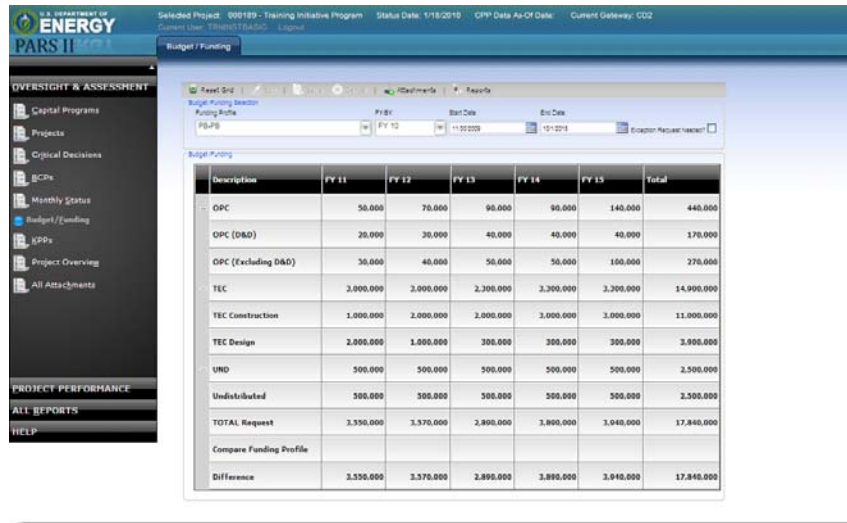 U.S. DEPARTMENT OF
ENERGY
Selected Project: 000189 - Training Initiative Program Status Date: 1/18/2010 CPP Data As-Of Date: Current Gateway: CD2
Current User: Logout
PARS II
Budget / Funding
OVERSIGHT & ASSESSMENT
Capital Programs
Projects
Critical Decisions
BCPs
Monthly Status
Budget/Funding
KPPs
Project Overview
All Attachments
PROJECT PERFORMANCE
ALL REPORTS
HELP
Reset Grid Attachments Reports
Budget Funding Selection
Funding Profile FY/BY Start Date End Date
PB-PB FY 10 Exception Request Needed?
Budget Funding
Description FY 11 FY 12 FY 13 FY 14 FY 15 Total
OPC 50.000 70.000 90.000 90.000 140.000 440.000
OPC (D&D) 20.000 30.000 40.000 40.000 40.000 170.000
OPC (Excluding D&D) 30.000 40.000 50.000 50.000 100.000 270.000
TEC 3,000.000 3,000.000 2,300.000 3,300.000 3,300.000 14,900.000
TEC Construction 1,000.000 2,000.000 2,000.000 3,000.000 3,000.000 11,000.000
TEC Design 2,000.000 1,000.000 300.000 300.000 300.000 3,900.000
UND 500.000 500.000 500.000 500.000 500.000 2,500.000
Undistributed 500.000 500.000 500.000 500.000 500.000 2,500.000
TOTAL Request 3,550.000 3,570.000 2,890.000 3,890.000 3,940.000 17,840.000
Compare Funding Profile
Difference 3,550.000 3,570.000 2,890.000 3,890.000 3,940.000 17,840.000